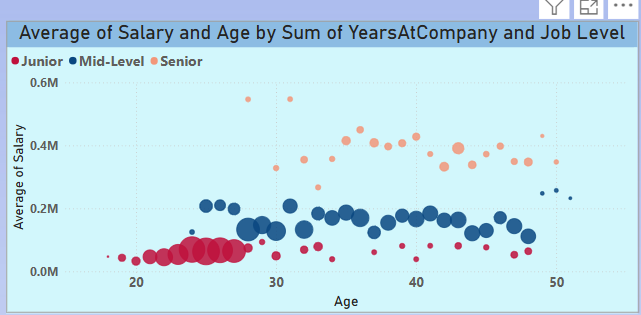 Average of Salary and Age by Sum of YearsAtCompany and Job Level
Junior Mid-Level Senior
0.6M
0.4M
0.2M
0.0M
Average of Salary
20 30 40 50
Age